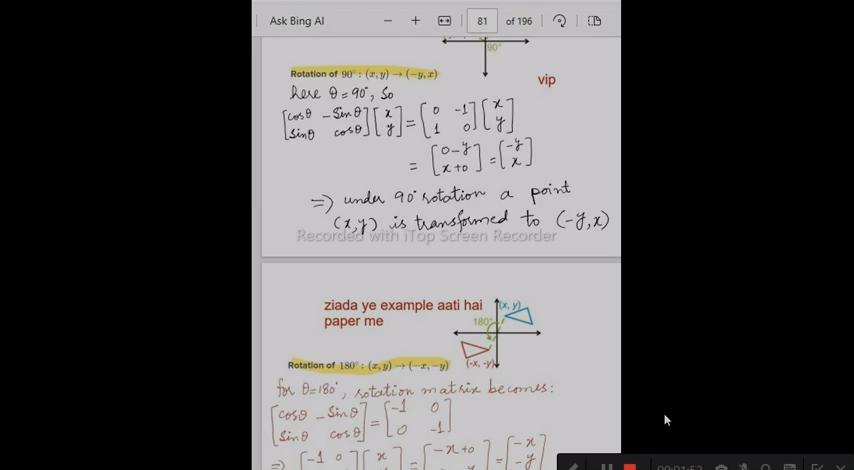 Ask Bing AI − + 81 of 196
90°
Rotation of 90° : (x, y) → (−y, x)
vip
here θ = 90°, So
[cosθ −Sinθ] [x] = [0 -1] [x]
[Sinθ cosθ] [y] [1 0] [y]
= [0−y] = [−y]
[x+0] [x]
⇒ under 90° rotation a point
(x,y) is transformed to (−y,x)
Recorded with iTop Screen Recorder
ziada ye example aati hai
paper me
(x, y)
180°
(-x, -y)
Rotation of 180° : (x, y) → (−x, −y)
for θ=180°, rotation matrix becomes:
[cosθ −Sinθ] = [−1 0]
[Sinθ cosθ] [0 −1]
⇒ [−1 0] [x] = [−x+0] = [−x]
[−y]